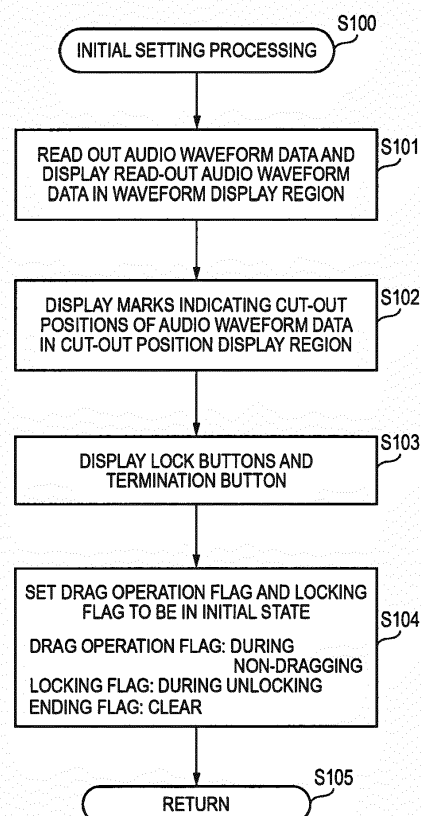 S100
INITIAL SETTING PROCESSING
S101
READ OUT AUDIO WAVEFORM DATA AND
DISPLAY READ-OUT AUDIO WAVEFORM
DATA IN WAVEFORM DISPLAY REGION
S102
DISPLAY MARKS INDICATING CUT-OUT
POSITIONS OF AUDIO WAVEFORM DATA
IN CUT-OUT POSITION DISPLAY REGION
S103
DISPLAY LOCK BUTTONS AND
TERMINATION BUTTON
S104
SET DRAG OPERATION FLAG AND LOCKING
FLAG TO BE IN INITIAL STATE
DRAG OPERATION FLAG: DURING
NON-DRAGGING
LOCKING FLAG: DURING UNLOCKING
ENDING FLAG: CLEAR
S105
RETURN